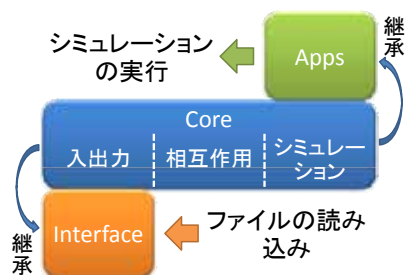 シミュレーション
の実行
Apps
継承
Core
入出力
相互作用
シミュレー
ション
継承
Interface
ファイルの読み
込み